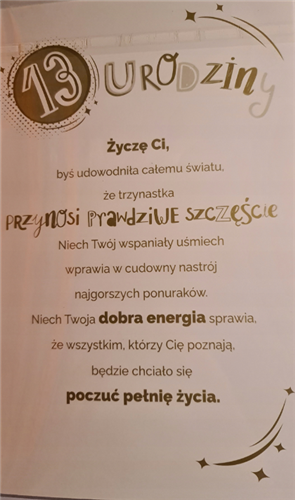 13 URODZINy
Życzę Ci,
byś udowodniła całemu światu,
że trzynastka
PRZYNOSI PRAWDZIWE SZCZĘŚCIE
Niech Twój wspaniały uśmiech
wprawia w cudowny nastrój
najgorszych ponuraków.
Niech Twoja dobra energia sprawia,
że wszystkim, którzy Cię poznają,
będzie chciało się
poczuć pełnię życia.